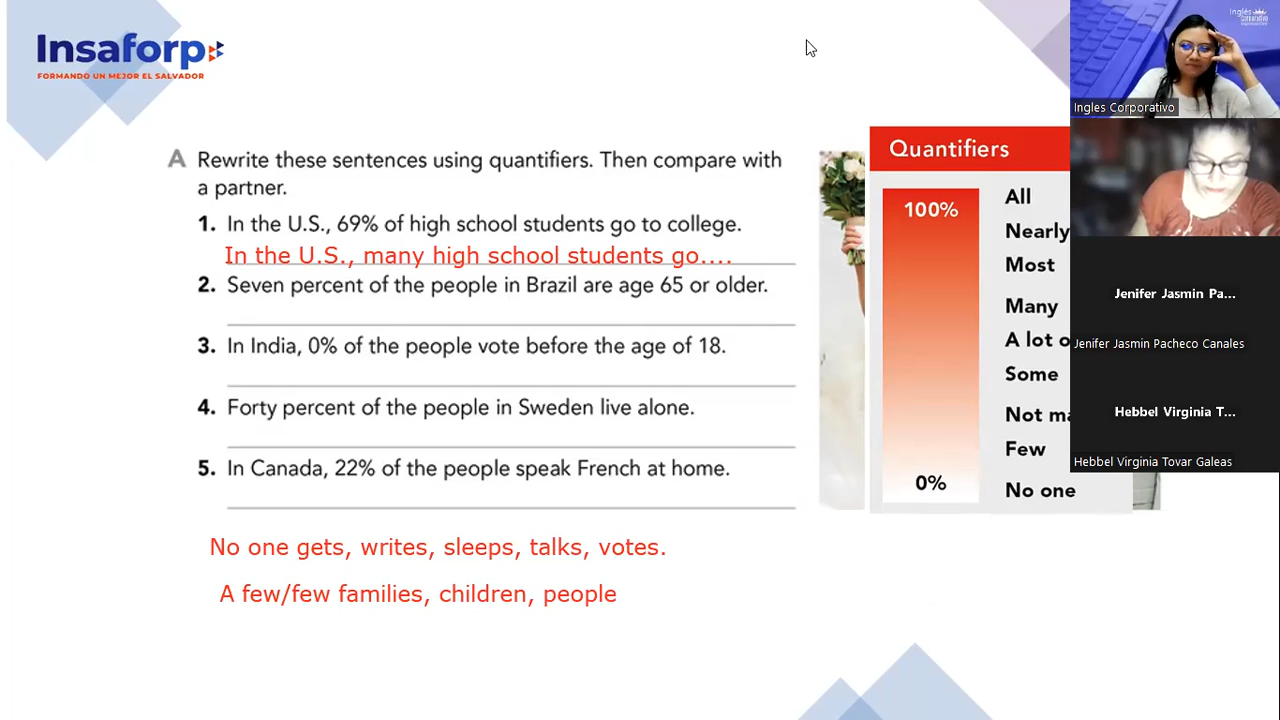 Insaforp
FORMANDO UN MEJOR EL SALVADOR
A Rewrite these sentences using quantifiers. Then compare with
a partner.
1. In the U.S., 69% of high school students go to college.
In the U.S., many high school students go....
2. Seven percent of the people in Brazil are age 65 or older.
3. In India, 0% of the people vote before the age of 18.
4. Forty percent of the people in Sweden live alone.
5. In Canada, 22% of the people speak French at home.
No one gets, writes, sleeps, talks, votes.
A few/few families, children, people
Quantifiers
100%
0%
All
Nearly
Most
Many
A lot o
Some
Not ma
Few
No one
Inglés
Corporativo
Ingles Corporativo
Jenifer Jasmin Pa...
Jenifer Jasmin Pacheco Canales
Hebbel Virginia T...
Hebbel Virginia Tovar Galeas